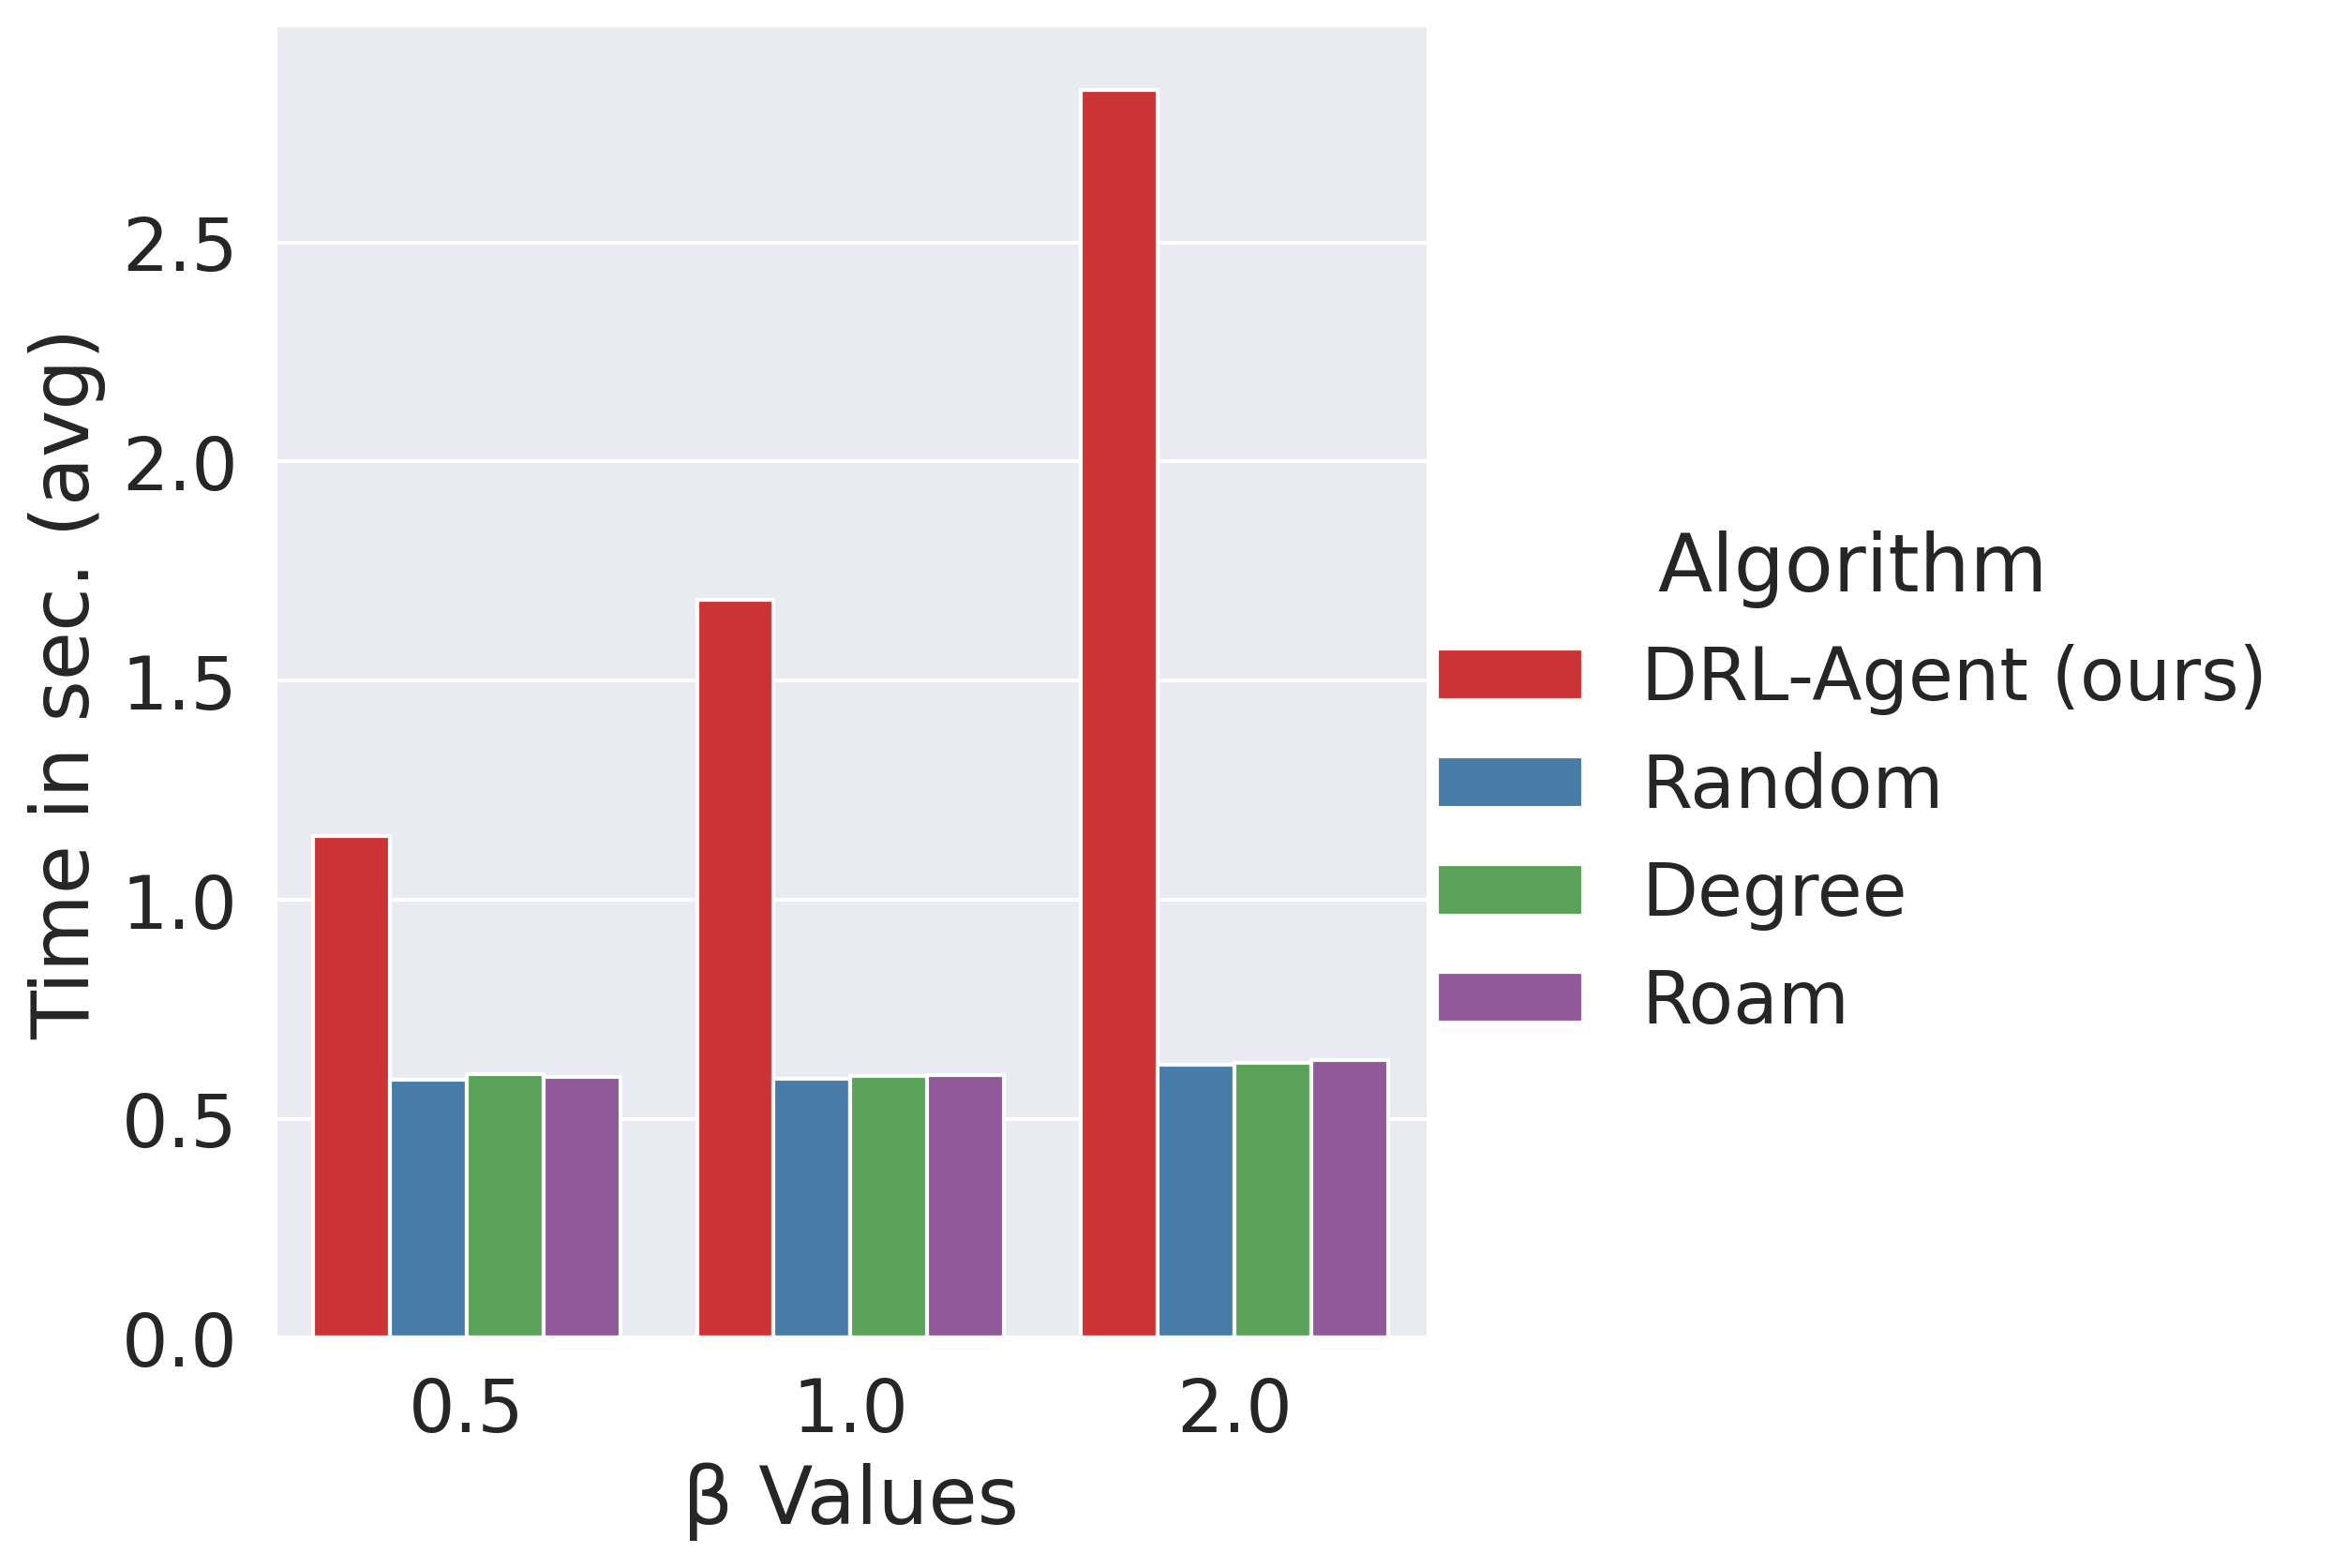 Time in sec. (avg)
2.5
2.0
1.5
1.0
0.5
0.0
0.5 1.0 2.0
β Values
Algorithm
DRL-Agent (ours)
Random
Degree
Roam